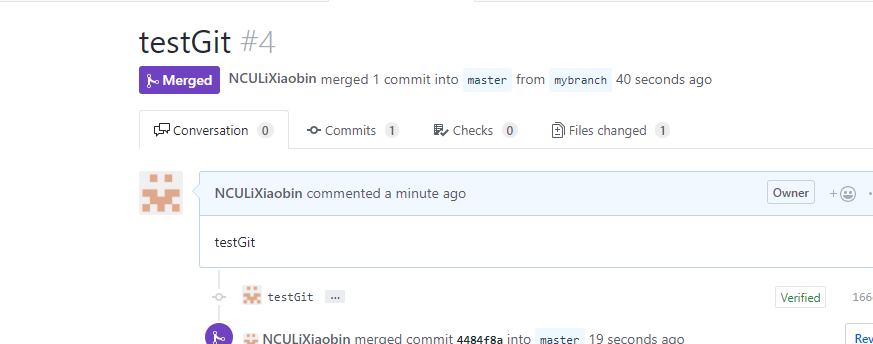 testGit #4
Merged NCULiXiaobin merged 1 commit into master from mybranch 40 seconds ago
Conversation 0 Commits 1 Checks 0 Files changed 1
NCULiXiaobin commented a minute ago Owner
testGit
testGit ... Verified 166
NCULiXiaobin merged commit 4484f8a into master 19 seconds ago Rev